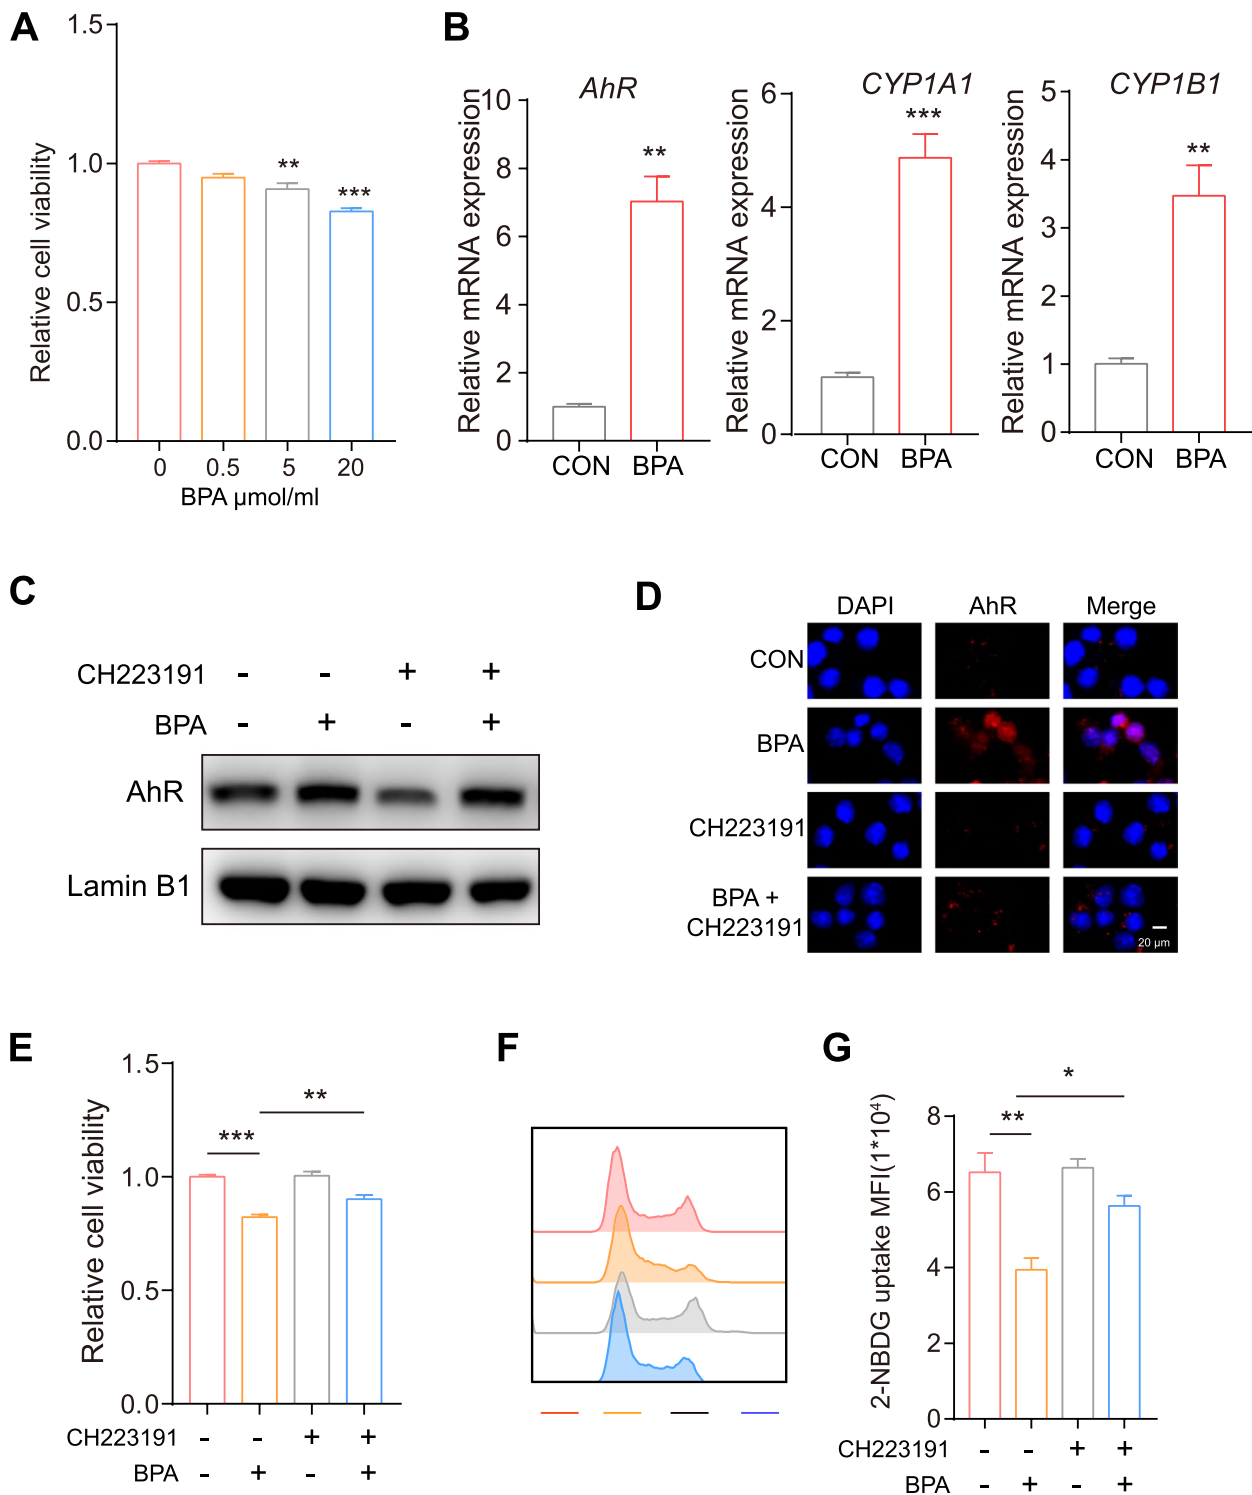 A
1.5
1.0
0.5
0.0
Relative cell viability
**
***
0 0.5 5 20
BPA µmol/ml
B
AhR
10
8
6
4
2
0
Relative mRNA expression
**
CON BPA
CYP1A1
6
4
2
0
Relative mRNA expression
***
CON BPA
CYP1B1
5
4
3
2
1
0
Relative mRNA expression
**
CON BPA
C
CH223191 - - + +
BPA - + - +
AhR
Lamin B1
D
DAPI AhR Merge
CON
BPA
CH223191
BPA +
CH223191
20 µm
E
1.5
1.0
0.5
0.0
Relative cell viability
***
**
CH223191 - - + +
BPA - + - +
F
G
8
6
4
2
0
2-NBDG uptake MFI(1*10⁴)
**
*
CH223191 - - + +
BPA - + - +